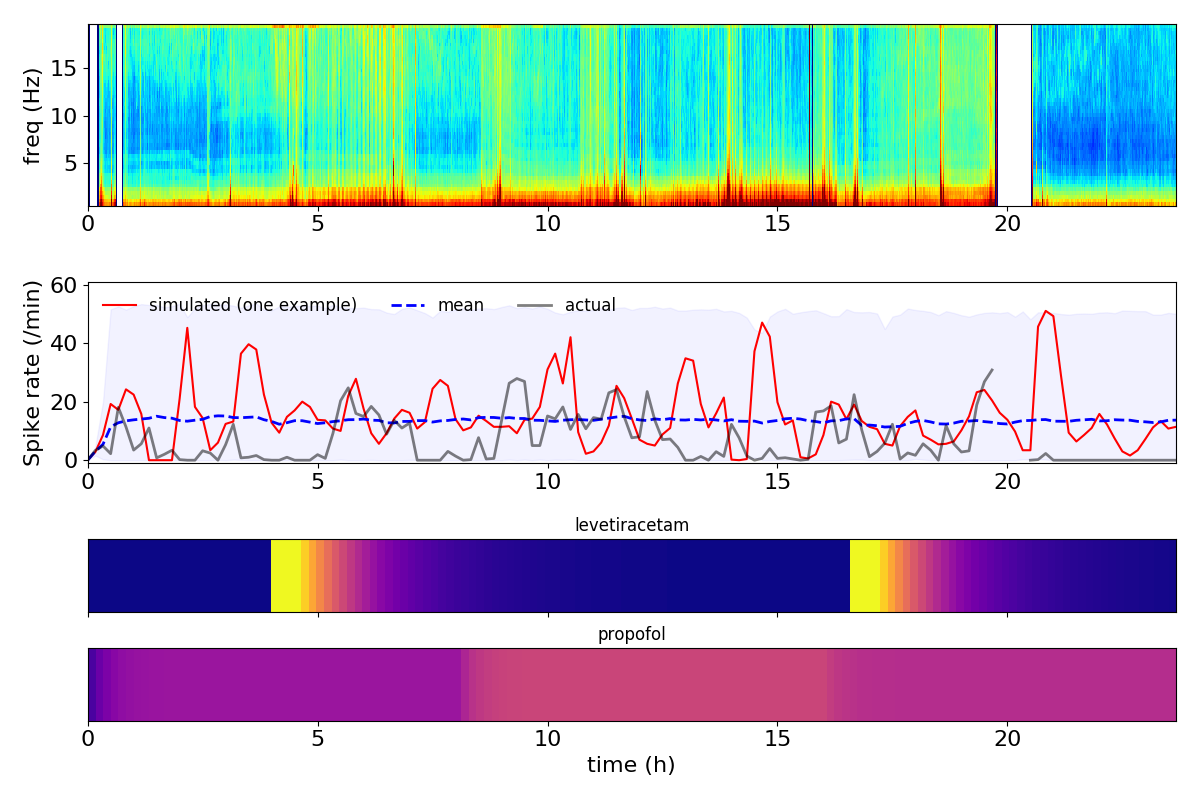 freq (Hz)
15
10
5
0 5 10 15 20
Spike rate (/min)
60
40
20
0
simulated (one example) mean actual
0 5 10 15 20
levetiracetam
propofol
0 5 10 15 20
time (h)